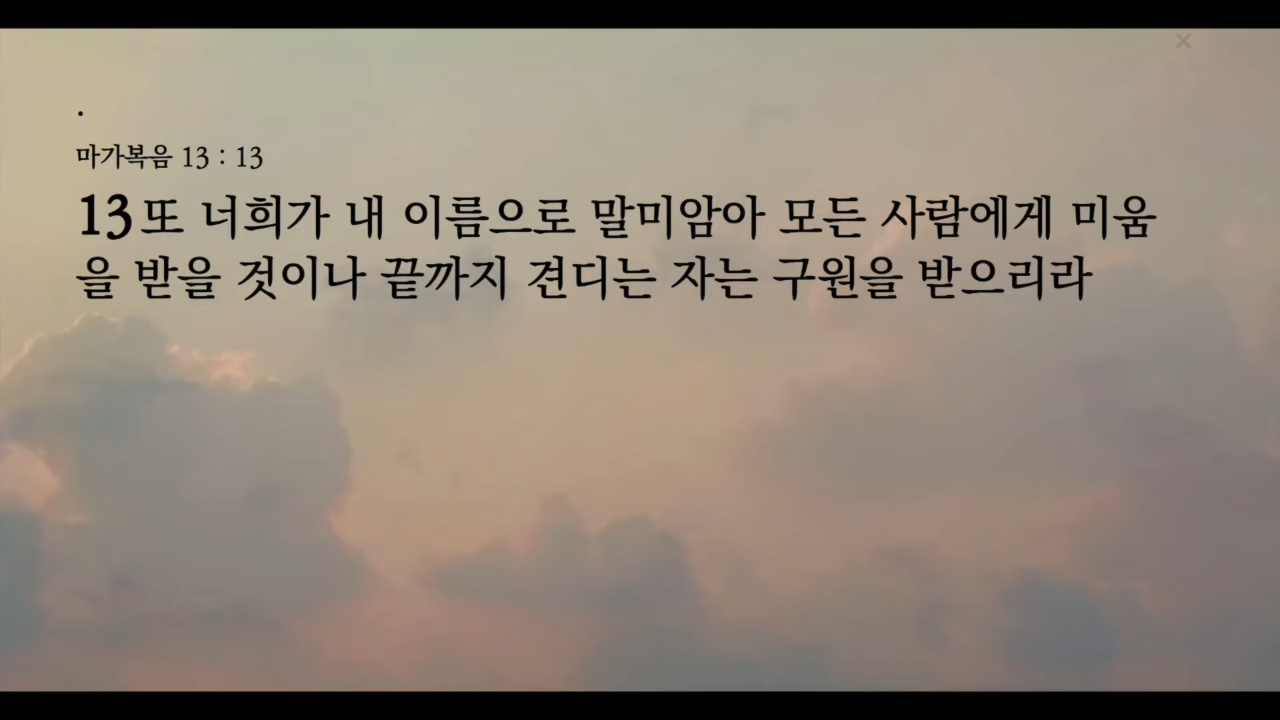 .
마가복음 13 : 13
13 또 너희가 내 이름으로 말미암아 모든 사람에게 미움
을 받을 것이나 끝까지 견디는 자는 구원을 받으리라